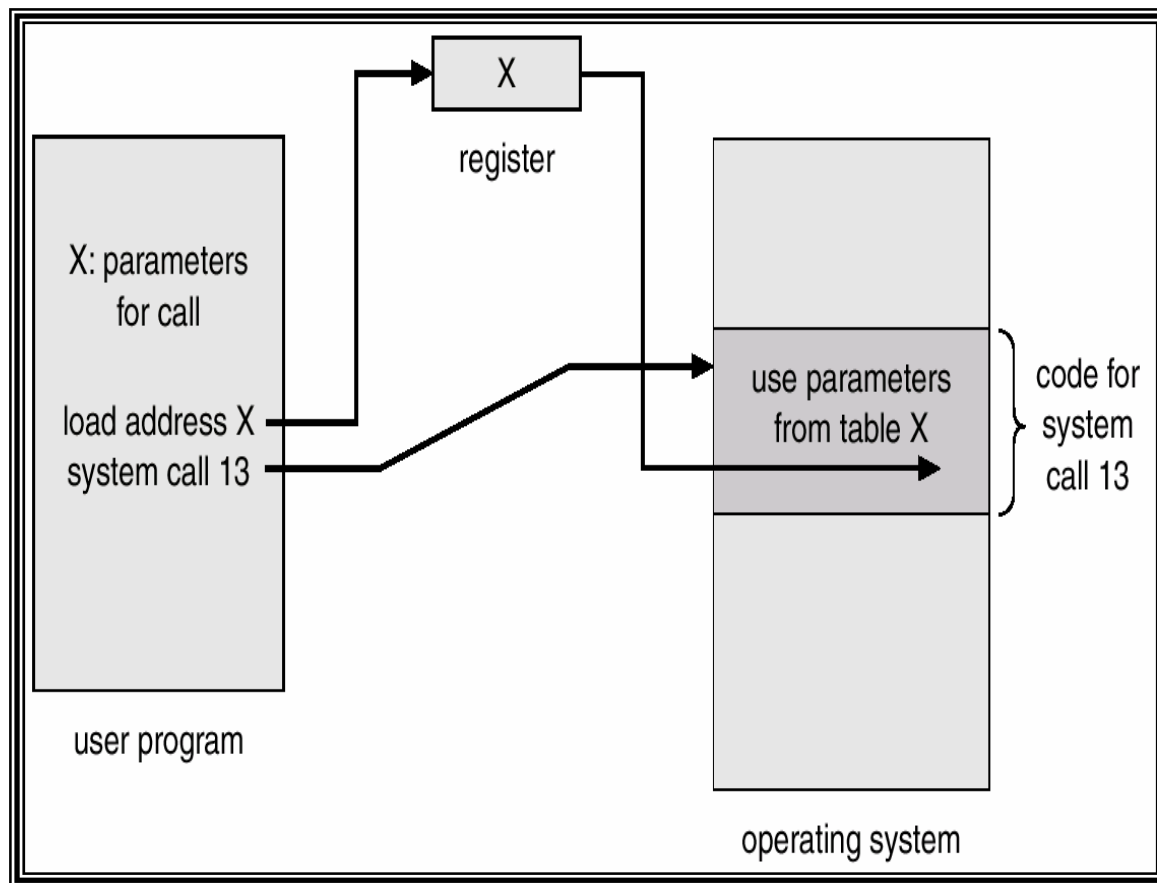 X
register
X: parameters
for call
load address X
system call 13
user program
use parameters
from table X
code for
system
call 13
operating system